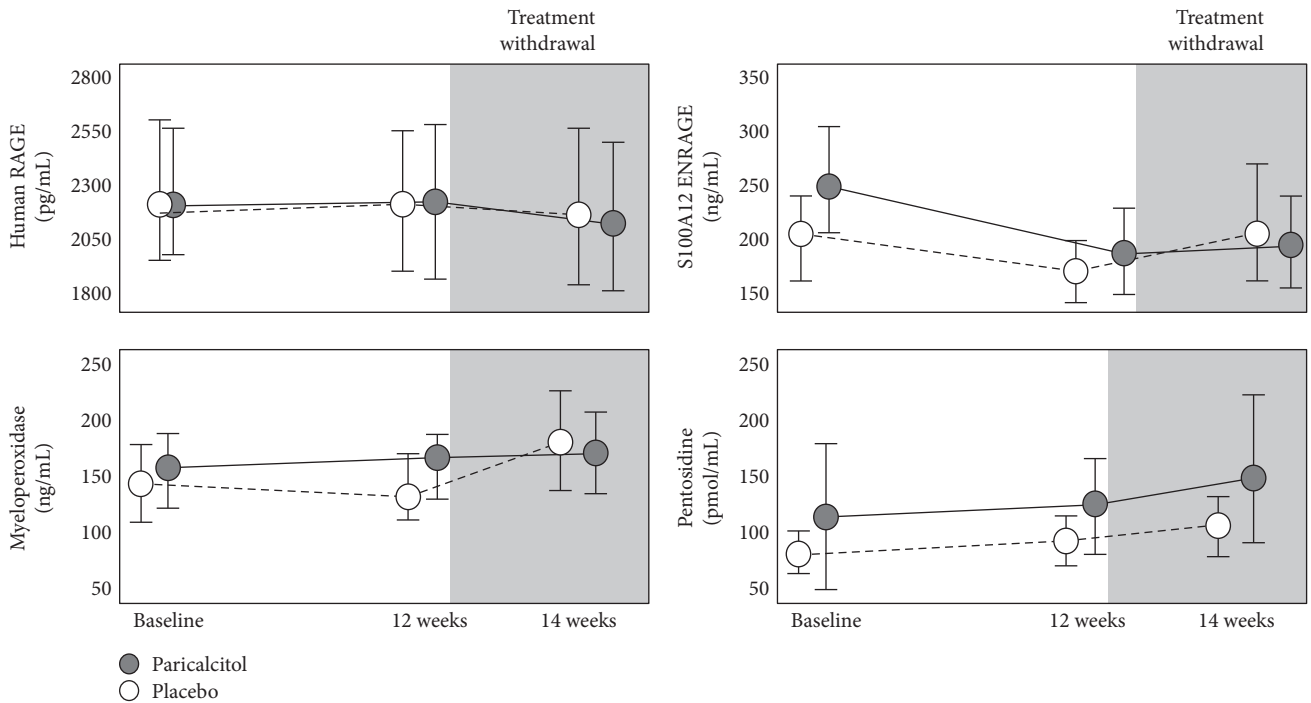 Treatment
withdrawal
Human RAGE
(pg/mL)
2800
2550
2300
2050
1800
Treatment
withdrawal
S100A12 ENRAGE
(ng/mL)
350
300
250
200
150
Myeloperoxidase
(ng/mL)
250
200
150
100
50
Baseline
12 weeks
14 weeks
Pentosidine
(pmol/mL)
250
200
150
100
50
Baseline
12 weeks
14 weeks
Paricalcitol
Placebo